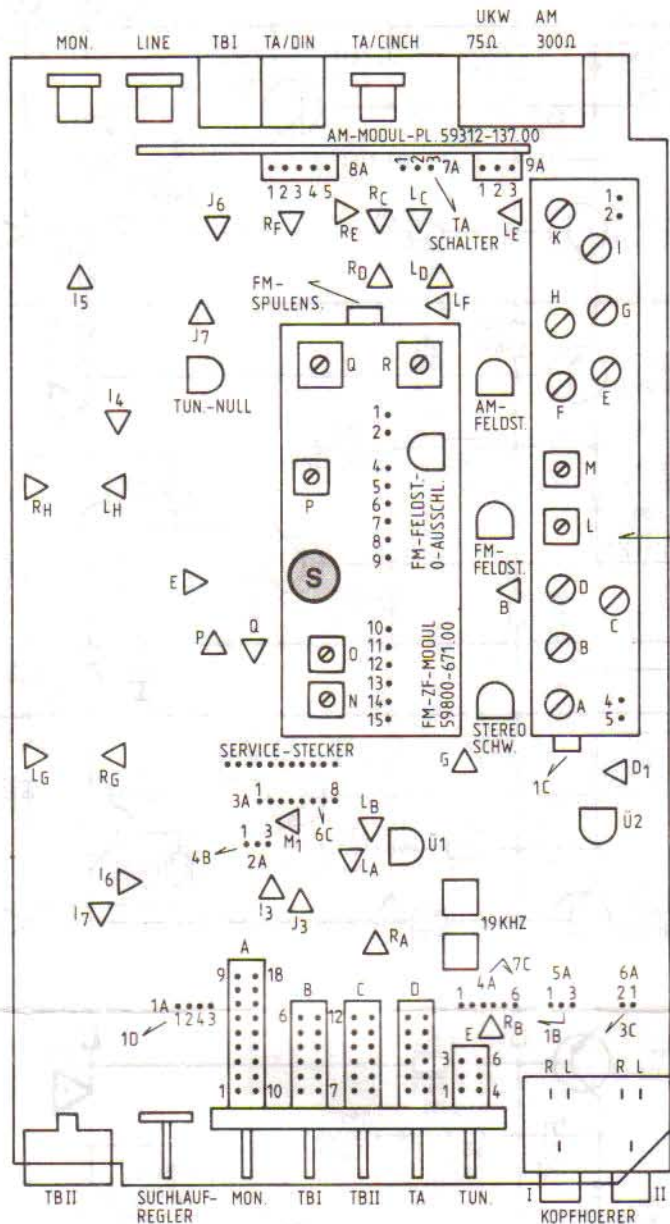 UKW AM
MON. LINE TBI TA/DIN TA/CINCH 75Ω 300Ω
AM-MODUL-PL. 59312-137.00
8A 1 2 3 7A 9A
1 2 3 4 5 1 2 3
J6 RF RE RC LC TA SCHALTER LE K 1 2 I
I5 FM-SPULENS. RD LD LF H G
J7
TUN.-NULL Q R AM-FELDST. F E
I4 1 2
RH LH P 4 5 6 7 8 9 FM-FELDST.-0-AUSSCHL. M
L
FM-FELDST.
E S B D C
P Q O 10 11 12 13 14 15 FM-ZF-MODUL 59800-671.00 B
N STEREO SCHW. A 4 5
LG RG SERVICE-STECKER G 1C D1
3A 1 8
M1 6C LB Ü1 Ü2
4B 1 3 2A LA
I6 I3 J3
I7 19KHZ
RA
A 9 18 7C
B C D 4A 5A 6A
1A 6 12 1 6 1 3 2 1
1 2 4 3 1D E RB 1B 3C
3 6 R L R L
1 10 7 1 4
TBII SUCHLAUF-REGLER MON. TBI TBII TA TUN. I II
KOPFHOERER